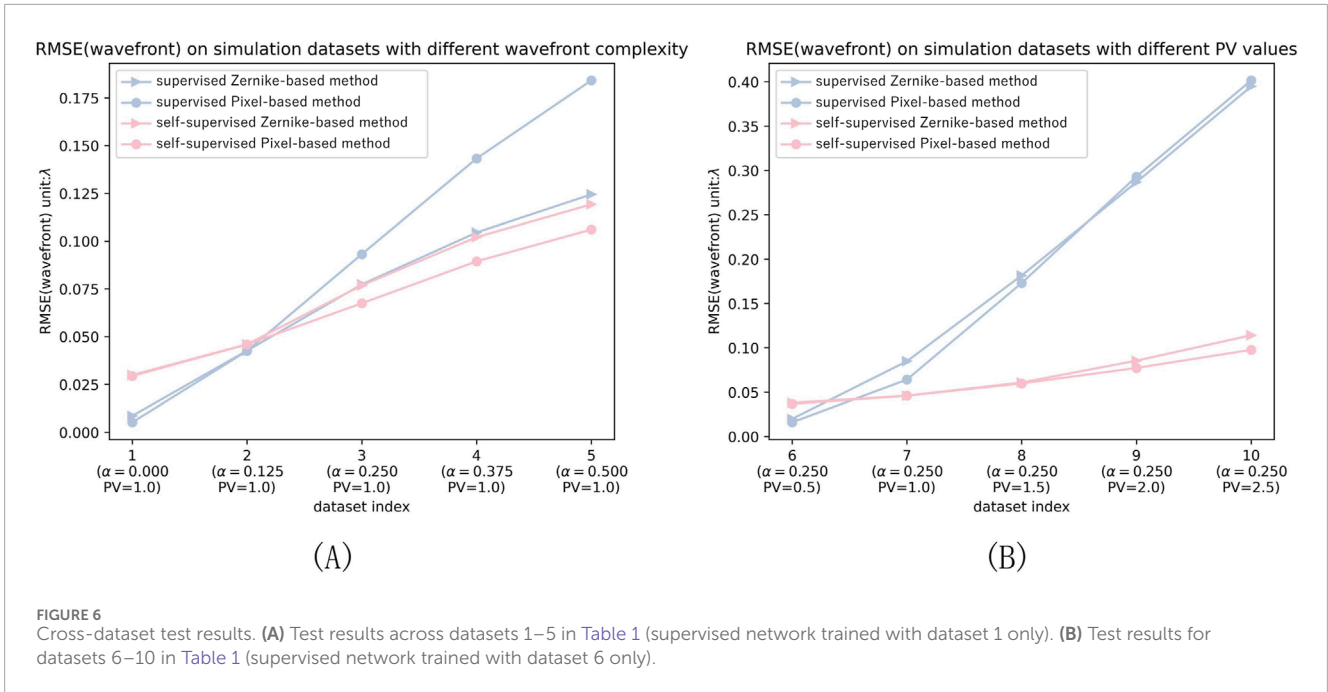 RMSE(wavefront) on simulation datasets with different wavefront complexity
supervised Zernike-based method
supervised Pixel-based method
self-supervised Zernike-based method
self-supervised Pixel-based method
RMSE(wavefront) unit:λ
0.175
0.150
0.125
0.100
0.075
0.050
0.025
0.000
1 2 3 4 5
(α = 0.000 (α = 0.125 (α = 0.250 (α = 0.375 (α = 0.500
PV=1.0) PV=1.0) PV=1.0) PV=1.0) PV=1.0)
dataset index
(A)
RMSE(wavefront) on simulation datasets with different PV values
supervised Zernike-based method
supervised Pixel-based method
self-supervised Zernike-based method
self-supervised Pixel-based method
RMSE(wavefront) unit:λ
0.40
0.35
0.30
0.25
0.20
0.15
0.10
0.05
0.00
6 7 8 9 10
(α = 0.250 (α = 0.250 (α = 0.250 (α = 0.250 (α = 0.250
PV=0.5) PV=1.0) PV=1.5) PV=2.0) PV=2.5)
dataset index
(B)
FIGURE 6
Cross-dataset test results. (A) Test results across datasets 1–5 in Table 1 (supervised network trained with dataset 1 only). (B) Test results for
datasets 6–10 in Table 1 (supervised network trained with dataset 6 only).